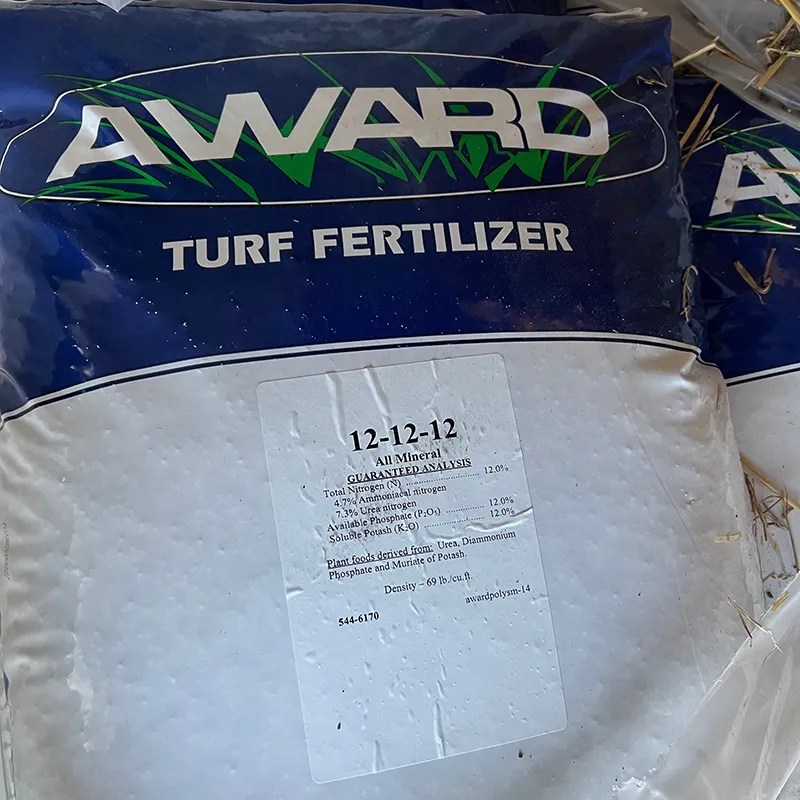 AWARD
TURF FERTILIZER
12-12-12
All Mineral
GUARANTEED ANALYSIS
Total Nitrogen (N) .......................... 12.0%
4.7% Ammoniacal nitrogen
7.3% Urea nitrogen
Available Phosphate (P₂O₅) ................ 12.0%
Soluble Potash (K₂O) ...................... 12.0%
Plant foods derived from: Urea, Diammonium
Phosphate and Muriate of Potash.
Density – 69 lb./cu.ft.
544-6170 awardpolysm-14
AW